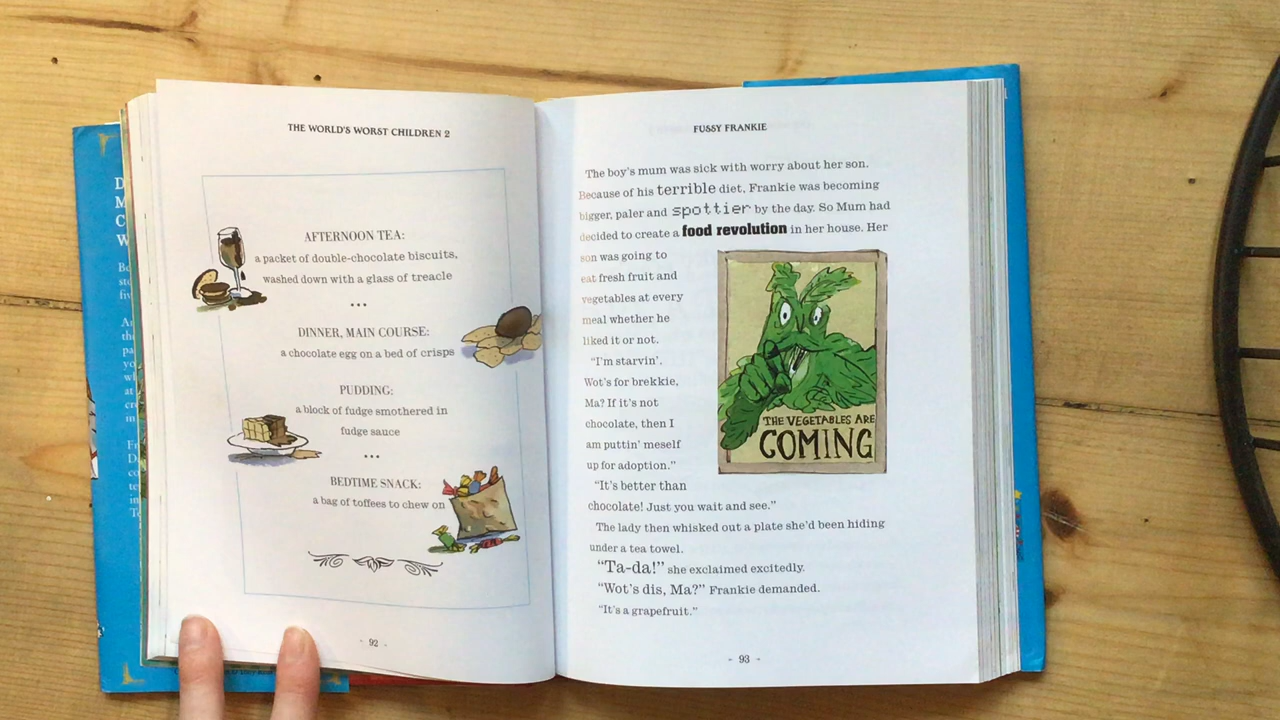 THE WORLD'S WORST CHILDREN 2
AFTERNOON TEA:
a packet of double-chocolate biscuits,
washed down with a glass of treacle
•••
DINNER, MAIN COURSE:
a chocolate egg on a bed of crisps
PUDDING:
a block of fudge smothered in
fudge sauce
•••
BEDTIME SNACK:
a bag of toffees to chew on
- 92 -
FUSSY FRANKIE
The boy's mum was sick with worry about her son.
Because of his terrible diet, Frankie was becoming
bigger, paler and spottier by the day. So Mum had
decided to create a food revolution in her house. Her
son was going to
eat fresh fruit and
vegetables at every
meal whether he
liked it or not.
"I'm starvin'.
Wot's for brekkie,
Ma? If it's not
chocolate, then I
am puttin' meself
up for adoption."
"It's better than
chocolate! Just you wait and see."
The lady then whisked out a plate she'd been hiding
under a tea towel.
"Ta-da!" she exclaimed excitedly.
"Wot's dis, Ma?" Frankie demanded.
"It's a grapefruit."
THE VEGETABLES ARE
COMING
- 93 -